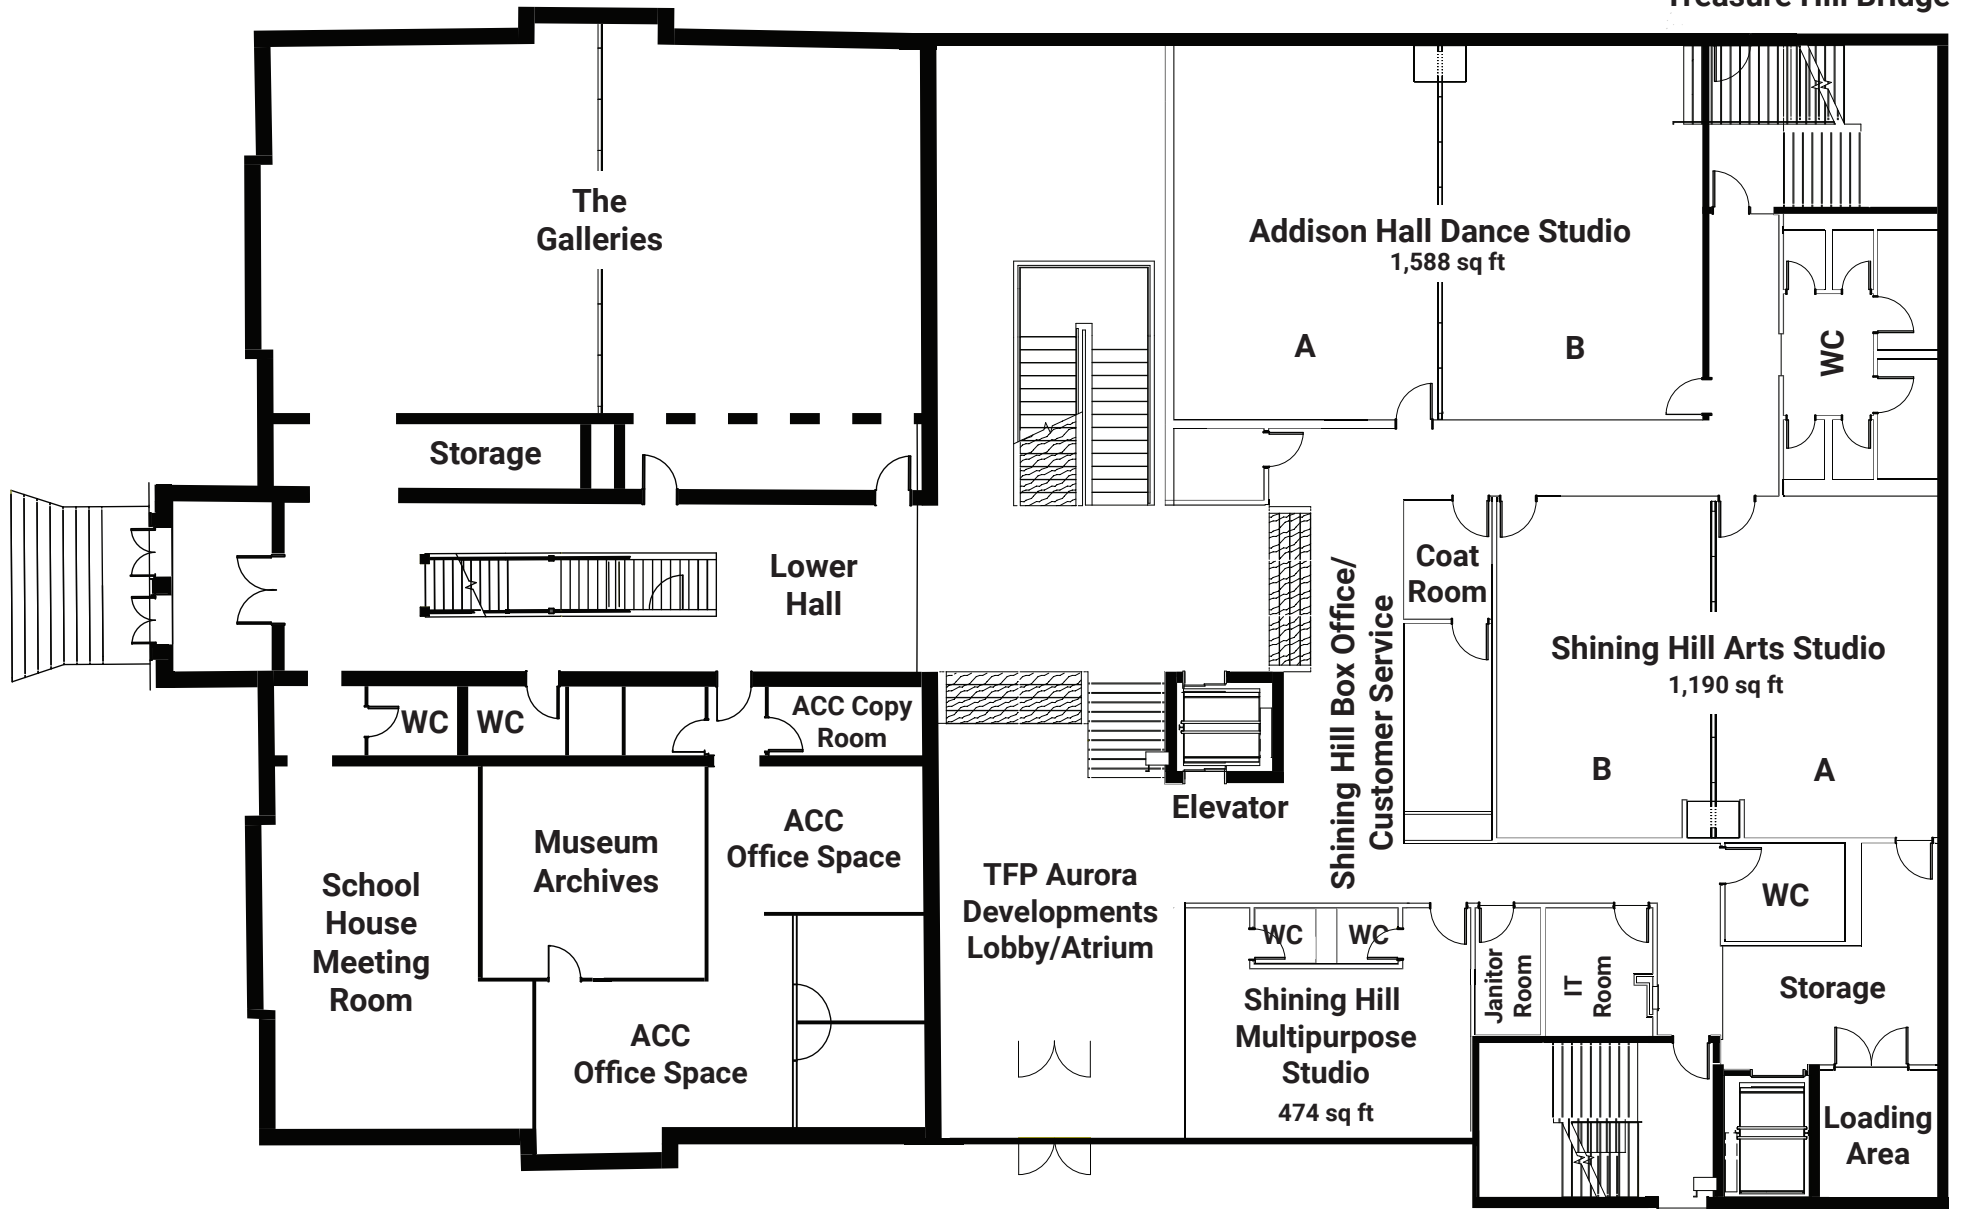 Treasure Hill Bridge
The
Galleries
Addison Hall Dance Studio
1,588 sq ft
A
B
WC
Storage
Lower
Hall
Coat
Room
Shining Hill Box Office/
Customer Service
Shining Hill Arts Studio
1,190 sq ft
B
A
WC
WC
ACC Copy
Room
Elevator
Museum
Archives
ACC
Office Space
School
House
Meeting
Room
ACC
Office Space
TFP Aurora
Developments
Lobby/Atrium
WC
WC
WC
Shining Hill
Multipurpose
Studio
474 sq ft
Janitor
Room
IT
Room
Storage
Loading
Area